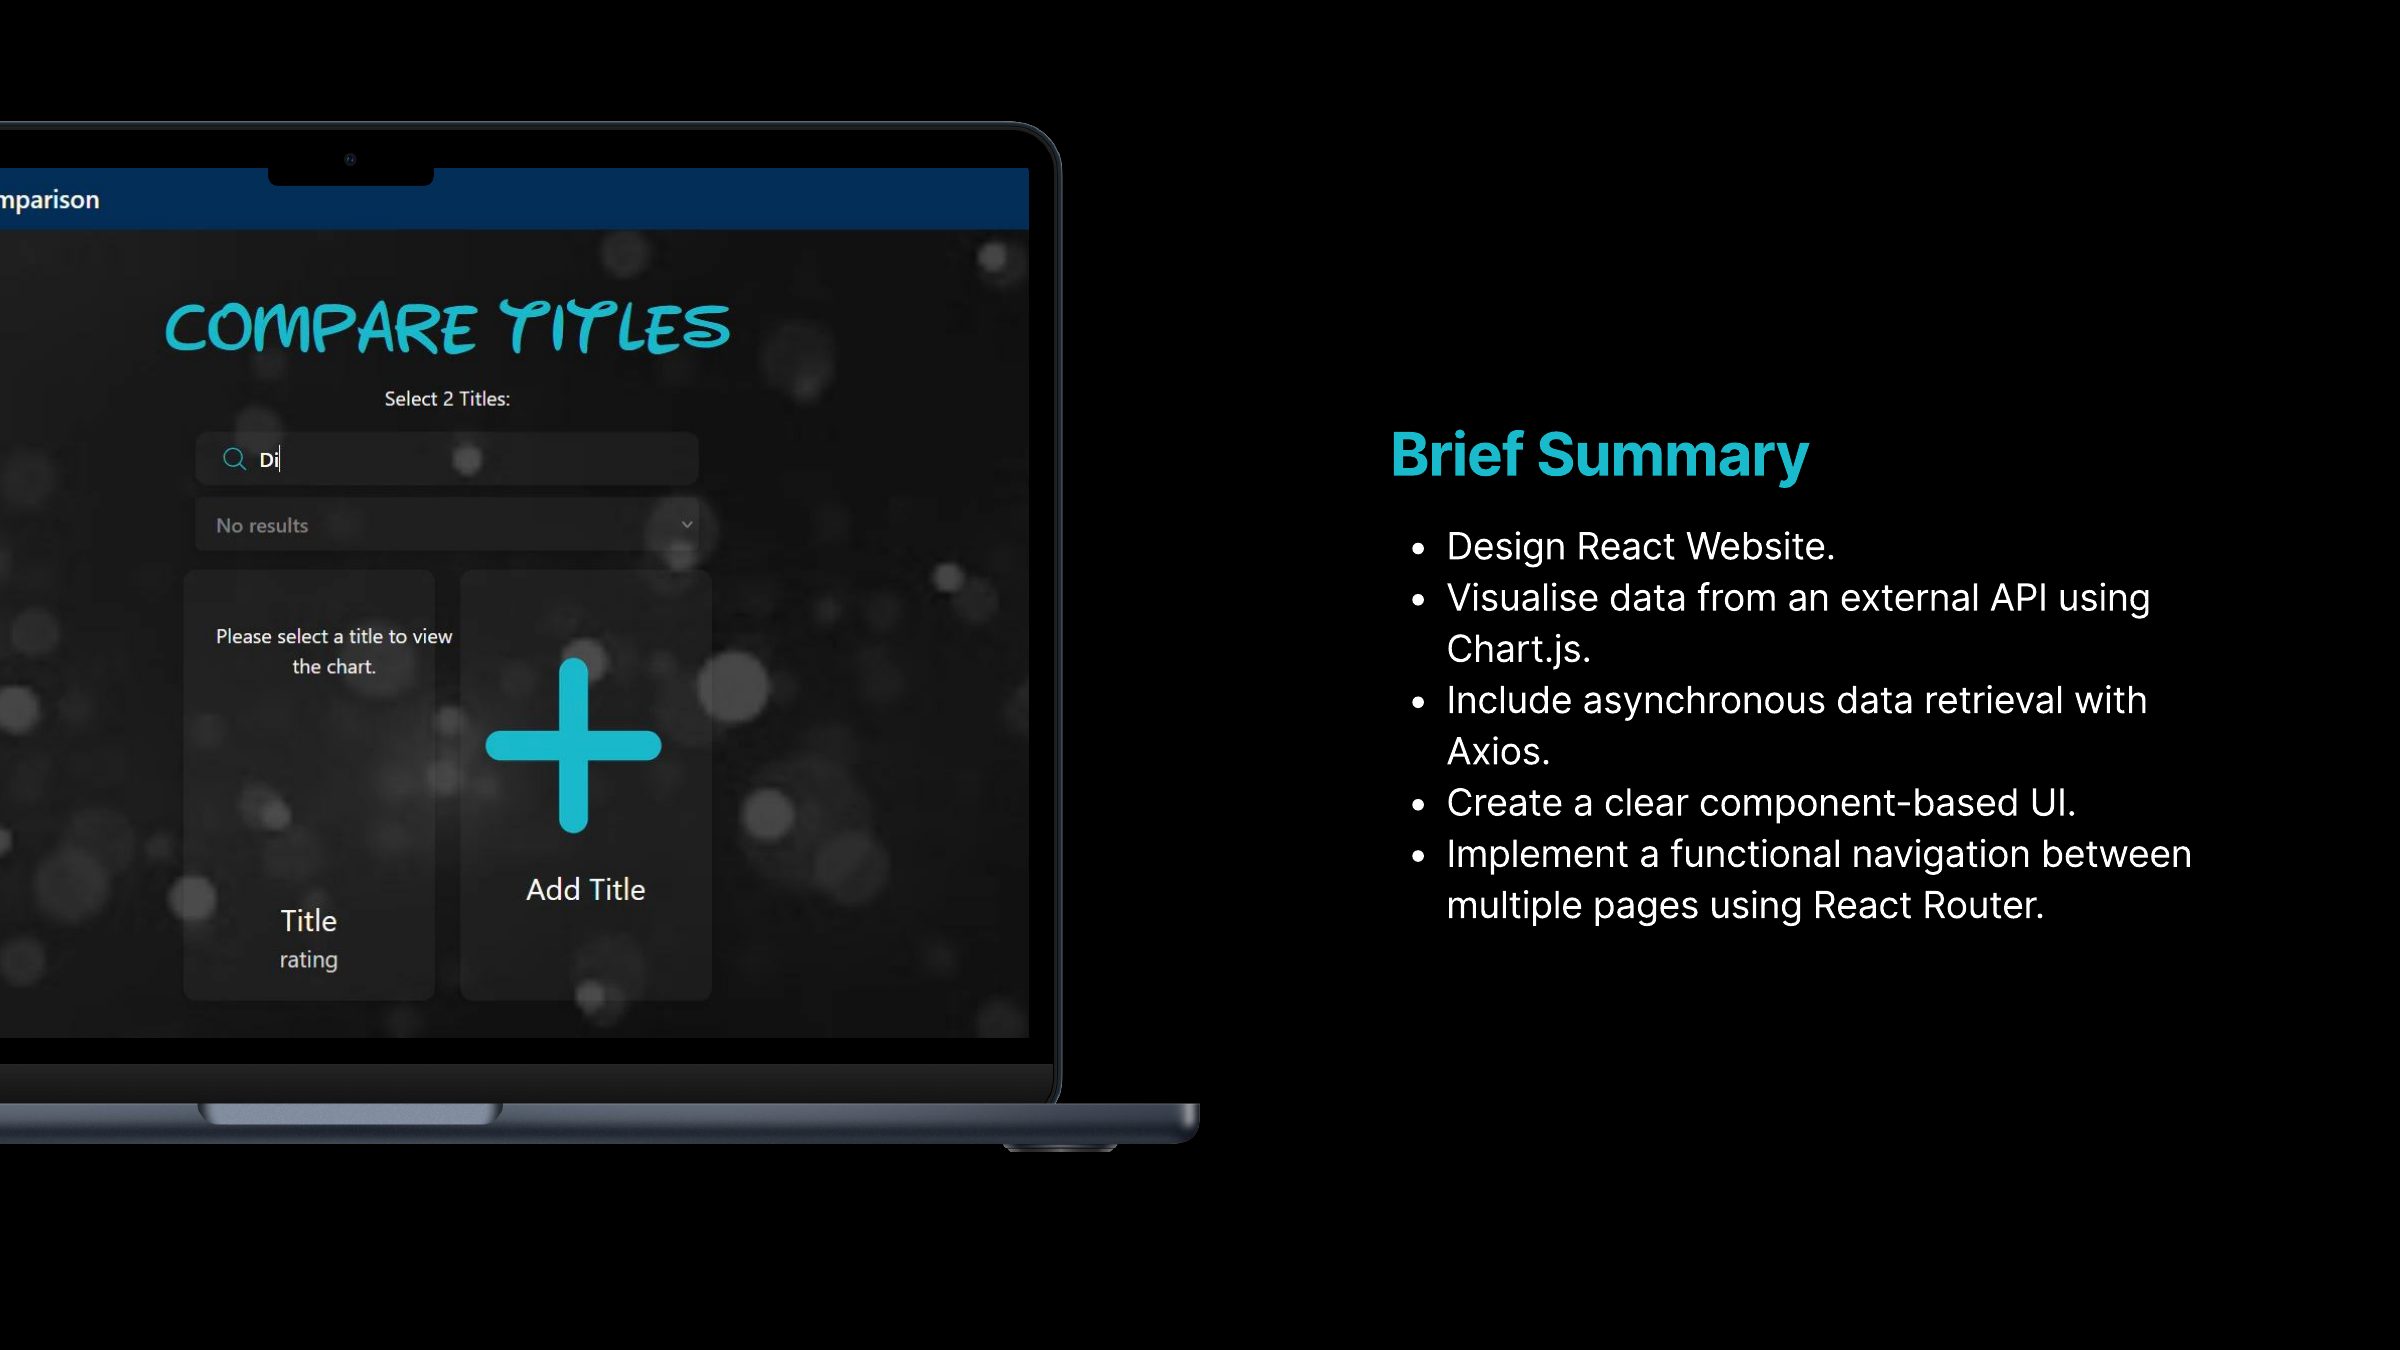 mparison
COMPARE TITLES
Select 2 Titles:
Di
No results
Please select a title to view
the chart.
Title
rating
Add Title
Brief Summary
• Design React Website.
• Visualise data from an external API using
Chart.js.
• Include asynchronous data retrieval with
Axios.
• Create a clear component-based UI.
• Implement a functional navigation between
multiple pages using React Router.